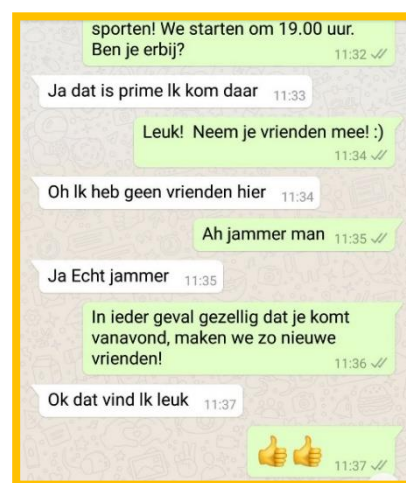 sporten! We starten om 19.00 uur.
Ben je erbij?
11:32
Ja dat is prime Ik kom daar 11:33
Leuk! Neem je vrienden mee! :)
11:34
Oh Ik heb geen vrienden hier 11:34
Ah jammer man 11:35
Ja Echt jammer 11:35
In ieder geval gezellig dat je komt
vanavond, maken we zo nieuwe
vrienden!
11:36
Ok dat vind Ik leuk 11:37
👍👍
11:37